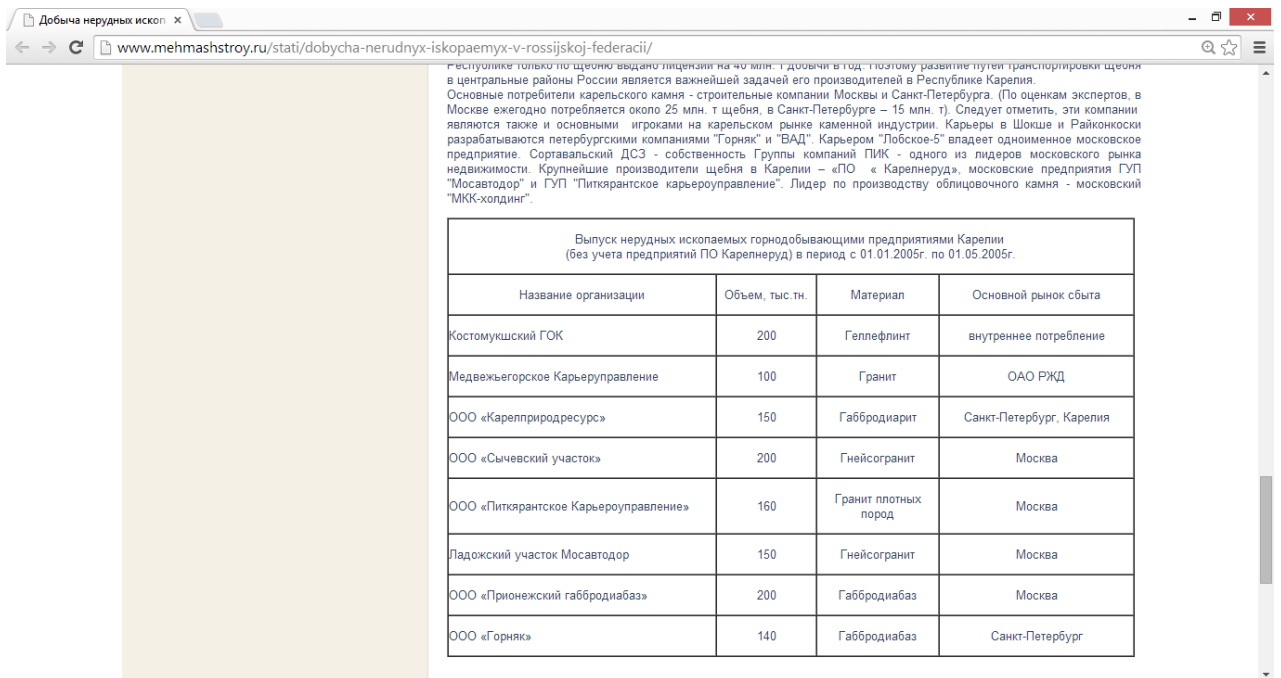 Добыча нерудных ископ
www.mehmashstroy.ru/stati/dobycha-nerudnyx-iskopaemyx-v-rossijskoj-federacii/
Республике только по щебню выдано лицензий на 40 млн. т добычи в год. Поэтому развитие путей транспортировки щебня
в центральные районы России является важнейшей задачей его производителей в Республике Карелия.
Основные потребители карельского камня - строительные компании Москвы и Санкт-Петербурга. (По оценкам экспертов, в
Москве ежегодно потребляется около 25 млн. т щебня, в Санкт-Петербурге – 15 млн. т). Следует отметить, эти компании
являются также и основными игроками на карельском рынке каменной индустрии. Карьеры в Шокше и Райконкоски
разрабатываются петербургскими компаниями "Горняк" и "ВАД". Карьером "Лобское-5" владеет одноименное московское
предприятие. Сортавальский ДСЗ - собственность Группы компаний ПИК - одного из лидеров московского рынка
недвижимости. Крупнейшие производители щебня в Карелии – «ПО « Карелнеруд», московские предприятия ГУП
"Мосавтодор" и ГУП "Питкярантское карьероуправление". Лидер по производству облицовочного камня - московский
"МКК-холдинг".
Выпуск нерудных ископаемых горнодобывающими предприятиями Карелии
(без учета предприятий ПО Карелнеруд) в период с 01.01.2005г. по 01.05.2005г.
Название организации Объем, тыс.тн. Материал Основной рынок сбыта
Костомукшский ГОК 200 Геллефлинт внутреннее потребление
Медвежьегорское Карьеруправление 100 Гранит ОАО РЖД
ООО «Карелприродресурс» 150 Габбродиарит Санкт-Петербург, Карелия
ООО «Сычевский участок» 200 Гнейсогранит Москва
ООО «Питкярантское Карьероуправление» 160 Гранит плотных пород Москва
Ладожский участок Мосавтодор 150 Гнейсогранит Москва
ООО «Прионежский габбродиабаз» 200 Габбродиабаз Москва
ООО «Горняк» 140 Габбродиабаз Санкт-Петербург